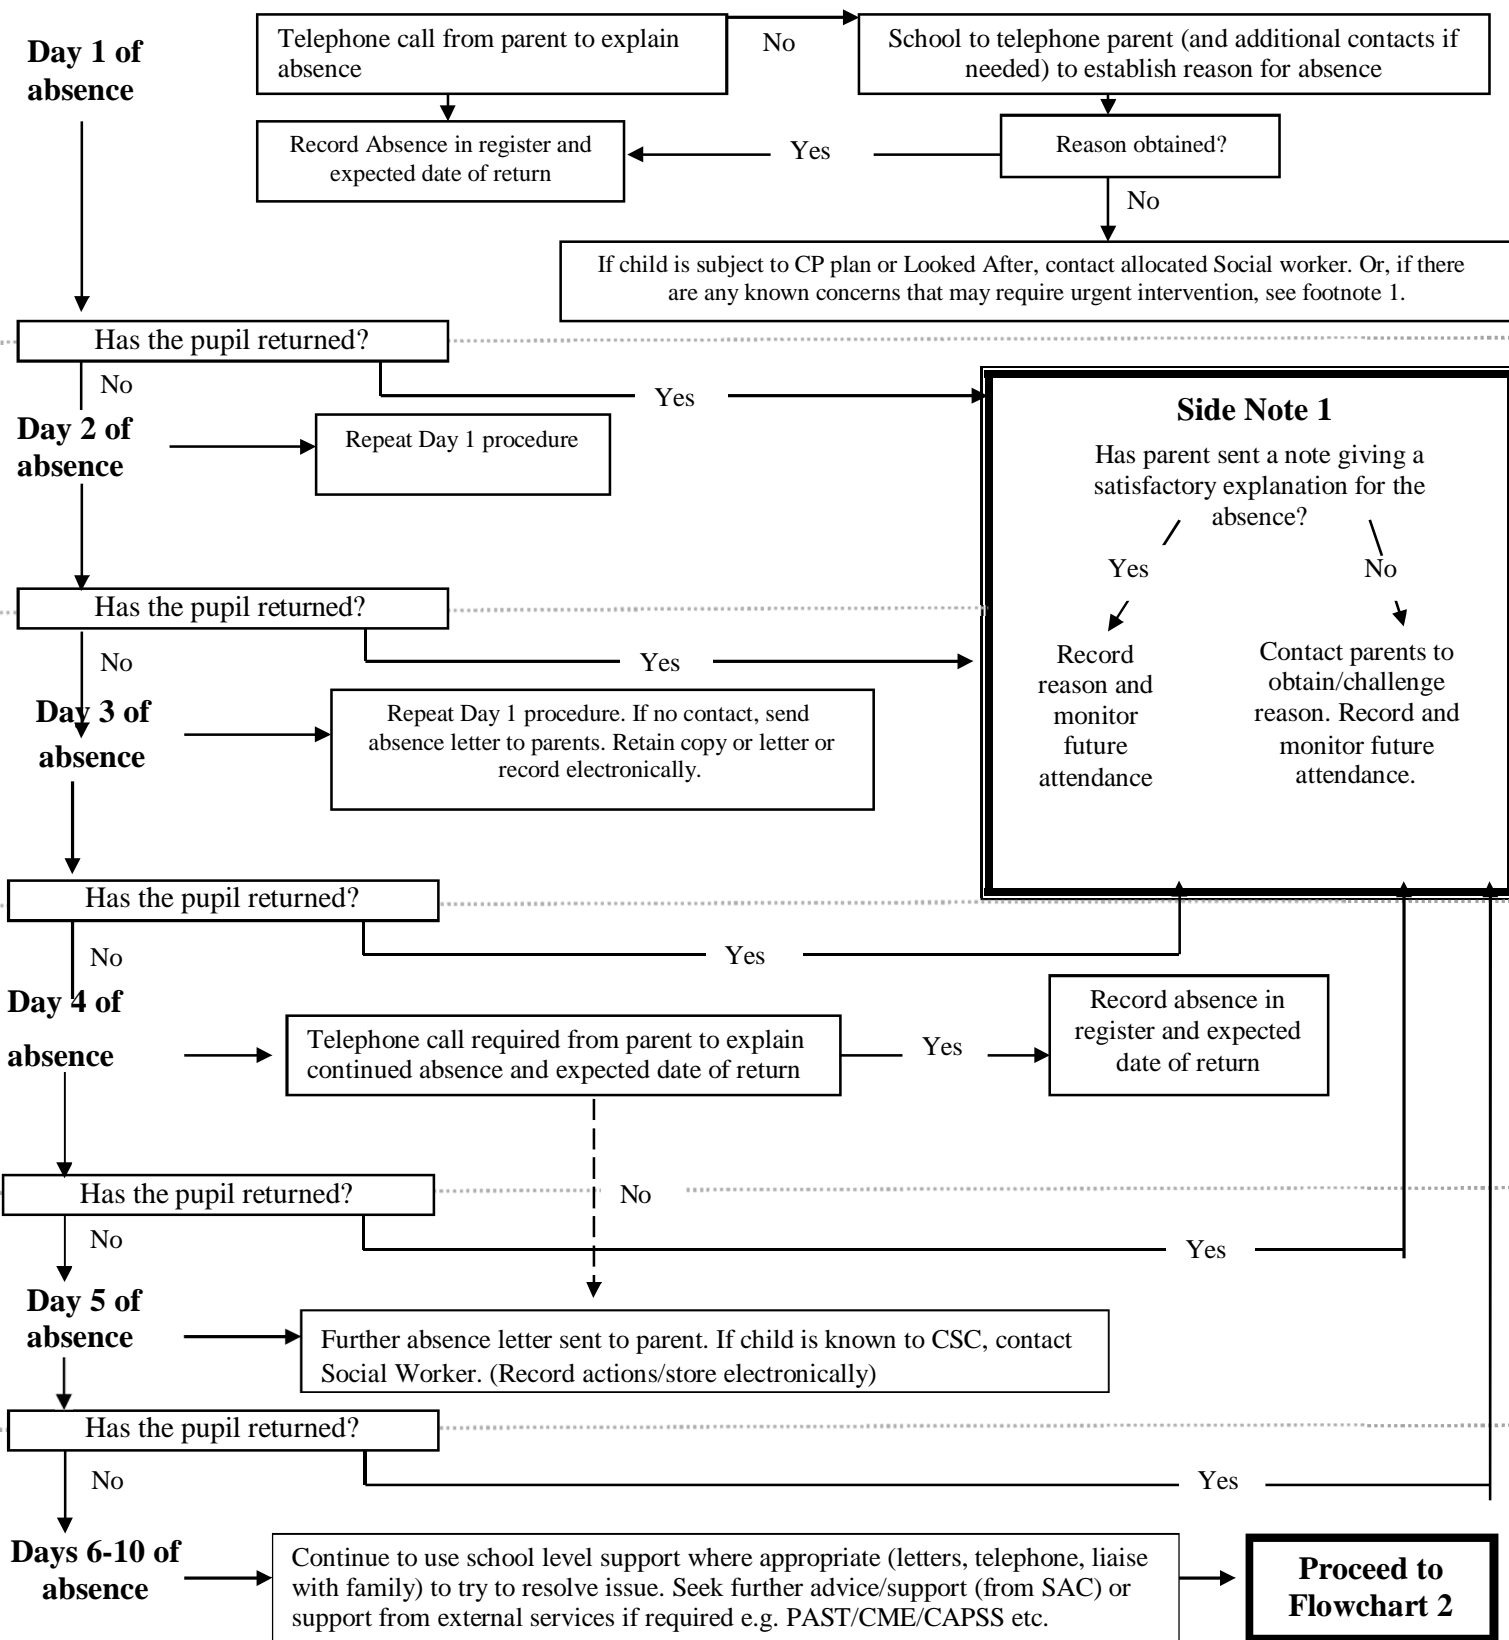 Day 1 of
absence
Telephone call from parent to explain
absence
No
School to telephone parent (and additional contacts if
needed) to establish reason for absence
Record Absence in register and
expected date of return
Yes
Reason obtained?
No
If child is subject to CP plan or Looked After, contact allocated Social worker. Or, if there
are any known concerns that may require urgent intervention, see footnote 1.
Has the pupil returned?
No
Yes
Day 2 of
absence
Repeat Day 1 procedure
Side Note 1
Has parent sent a note giving a
satisfactory explanation for the
absence?
Yes
No
Record
reason and
monitor
future
attendance
Contact parents to
obtain/challenge
reason. Record and
monitor future
attendance.
Has the pupil returned?
No
Yes
Day 3 of
absence
Repeat Day 1 procedure. If no contact, send
absence letter to parents. Retain copy or letter or
record electronically.
Has the pupil returned?
No
Yes
Day 4 of
absence
Telephone call required from parent to explain
continued absence and expected date of return
Yes
Record absence in
register and expected
date of return
No
Has the pupil returned?
No
Yes
Day 5 of
absence
Further absence letter sent to parent. If child is known to CSC, contact
Social Worker. (Record actions/store electronically)
Has the pupil returned?
No
Yes
Days 6-10 of
absence
Continue to use school level support where appropriate (letters, telephone, liaise
with family) to try to resolve issue. Seek further advice/support (from SAC) or
support from external services if required e.g. PAST/CME/CAPSS etc.
Proceed to
Flowchart 2